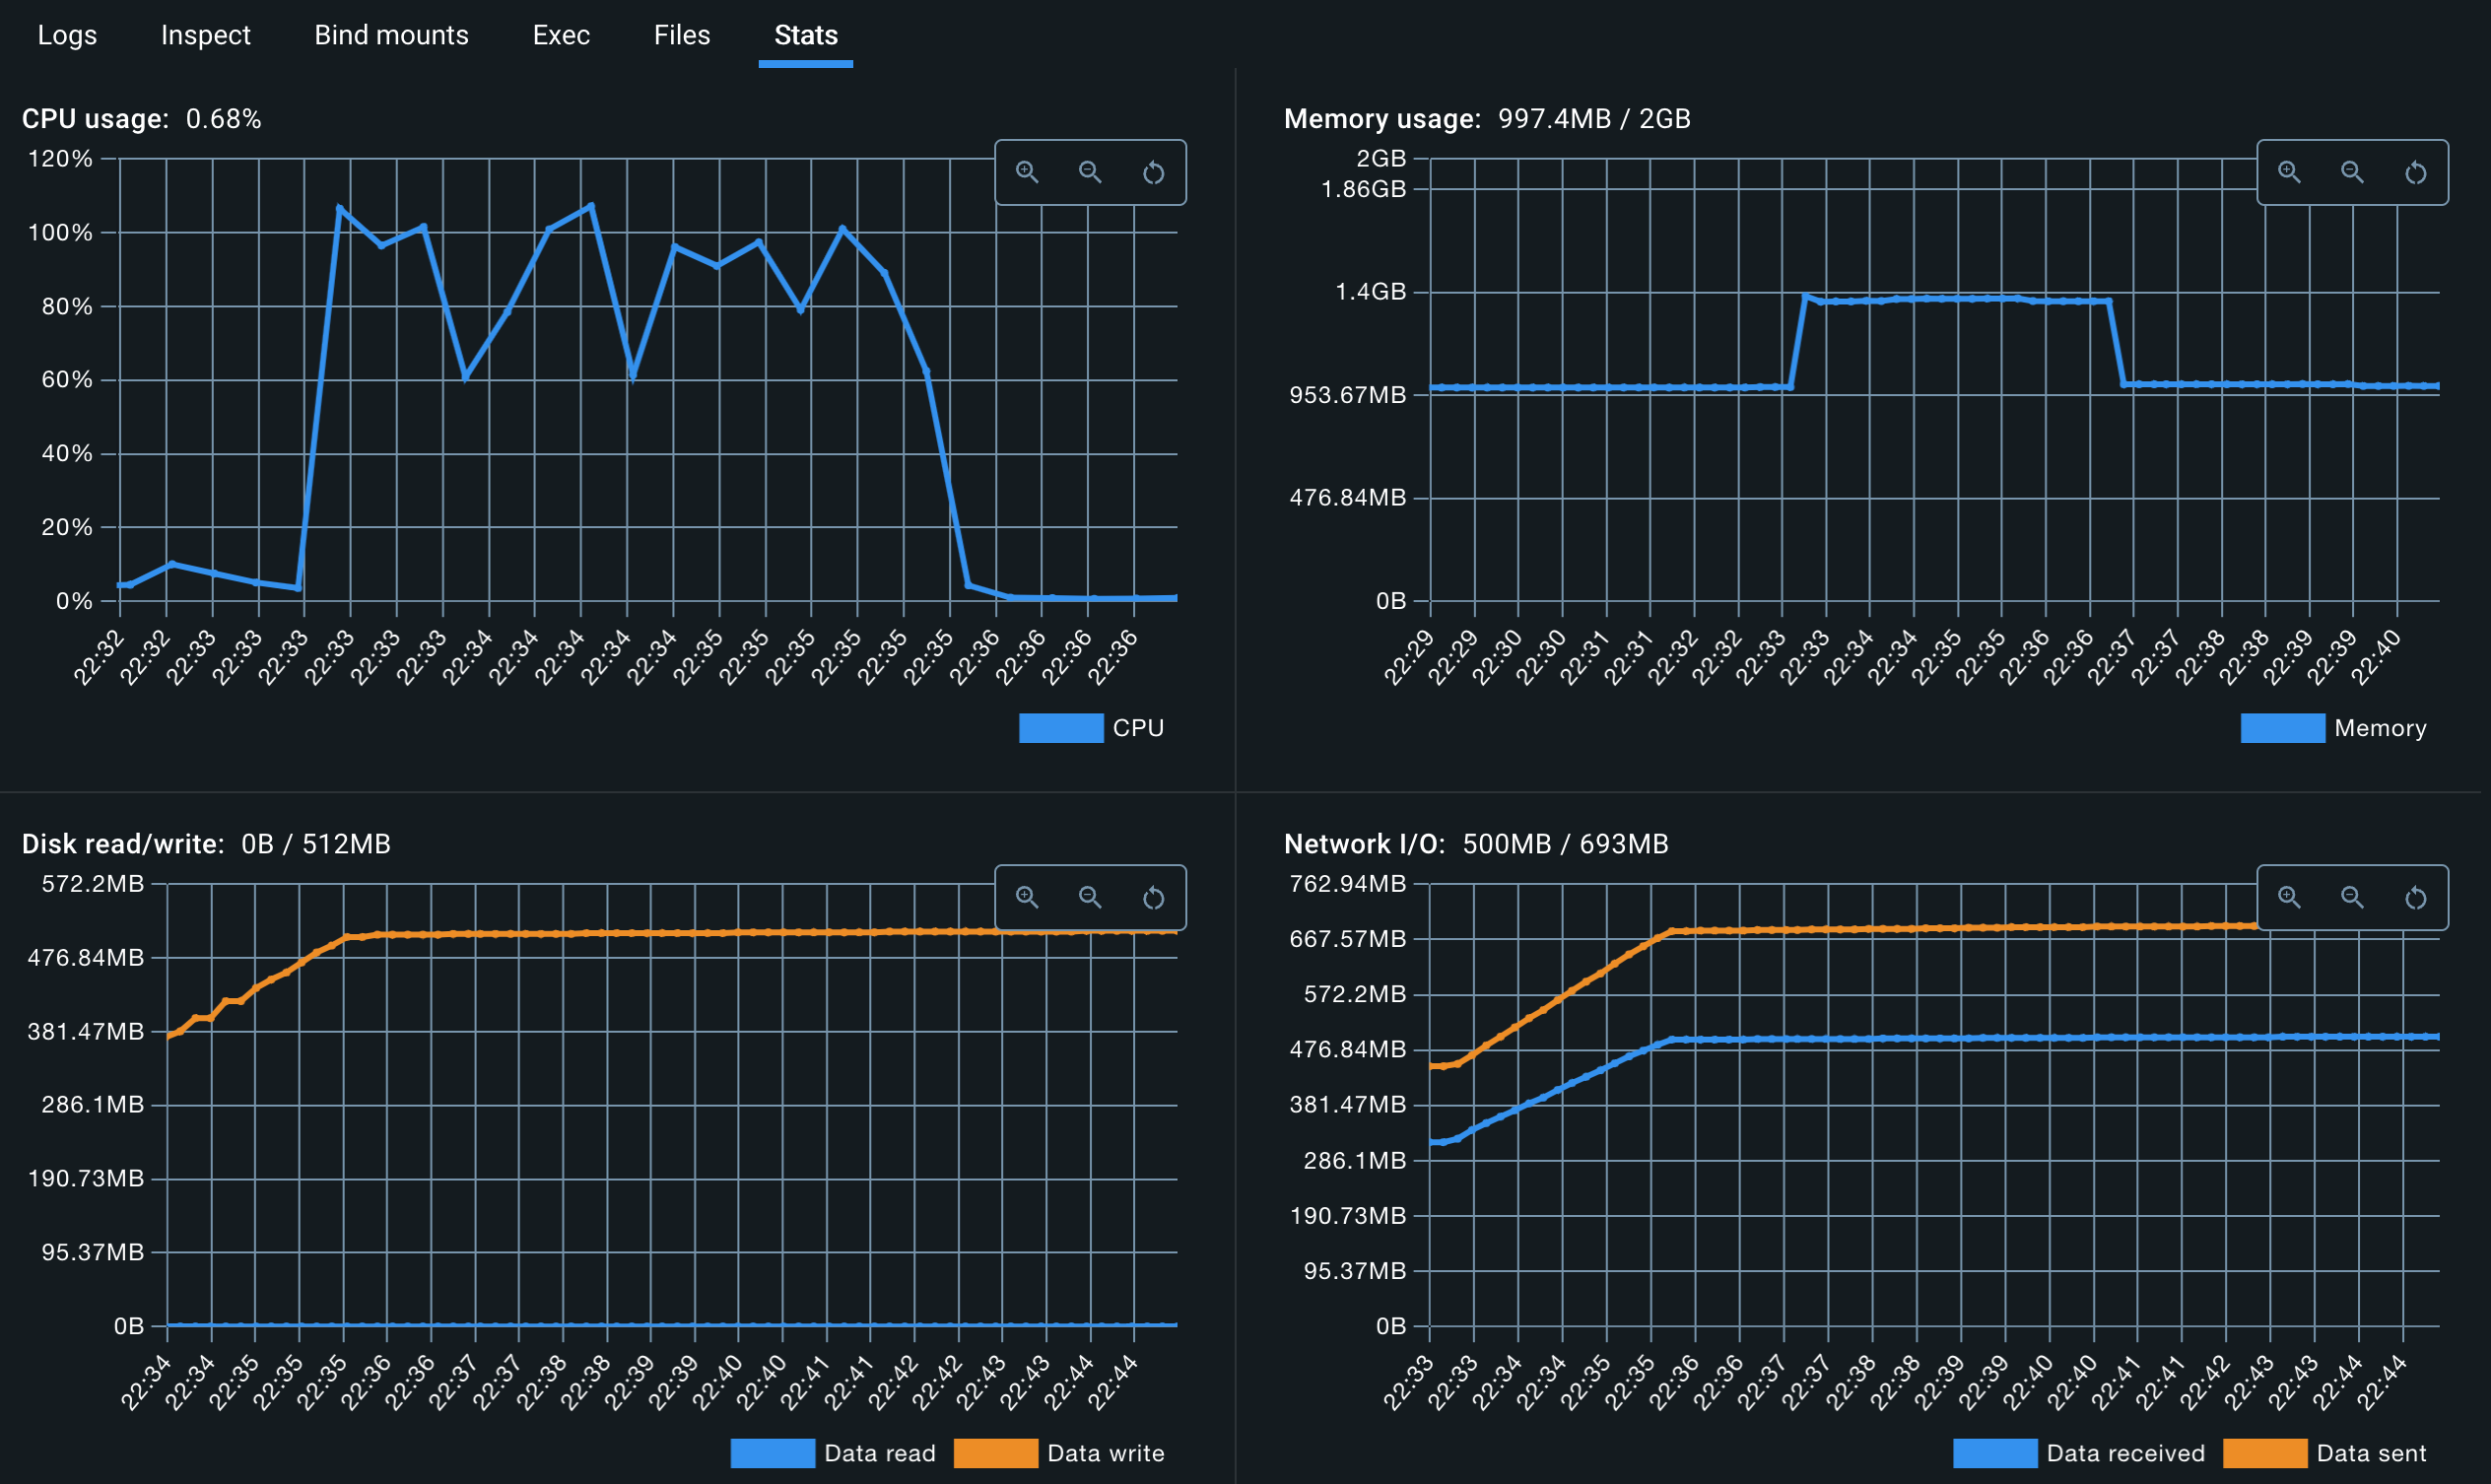 Logs Inspect Bind mounts Exec Files Stats
CPU usage: 0.68%
120%
100%
80%
60%
40%
20%
0%
22:32 22:32 22:33 22:33 22:33 22:33 22:33 22:33 22:34 22:34 22:34 22:34 22:34 22:35 22:35 22:35 22:35 22:35 22:35 22:36 22:36 22:36 22:36
CPU
Memory usage: 997.4MB / 2GB
2GB
1.86GB
1.4GB
953.67MB
476.84MB
0B
22:29 22:29 22:30 22:30 22:31 22:31 22:32 22:32 22:33 22:33 22:34 22:34 22:35 22:35 22:36 22:36 22:37 22:37 22:38 22:38 22:39 22:39 22:40
Memory
Disk read/write: 0B / 512MB
572.2MB
476.84MB
381.47MB
286.1MB
190.73MB
95.37MB
0B
22:34 22:34 22:35 22:35 22:35 22:36 22:36 22:37 22:37 22:38 22:38 22:39 22:39 22:40 22:40 22:41 22:41 22:42 22:42 22:43 22:43 22:44 22:44
Data read Data write
Network I/O: 500MB / 693MB
762.94MB
667.57MB
572.2MB
476.84MB
381.47MB
286.1MB
190.73MB
95.37MB
0B
22:33 22:33 22:34 22:34 22:35 22:35 22:36 22:36 22:37 22:37 22:38 22:38 22:39 22:39 22:40 22:40 22:41 22:41 22:42 22:43 22:43 22:44 22:44
Data received Data sent